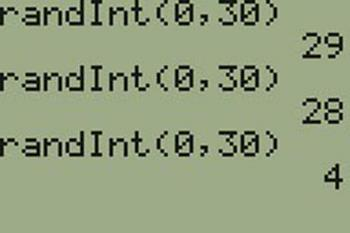 randInt(0,30)
29
randInt(0,30)
28
randInt(0,30)
4